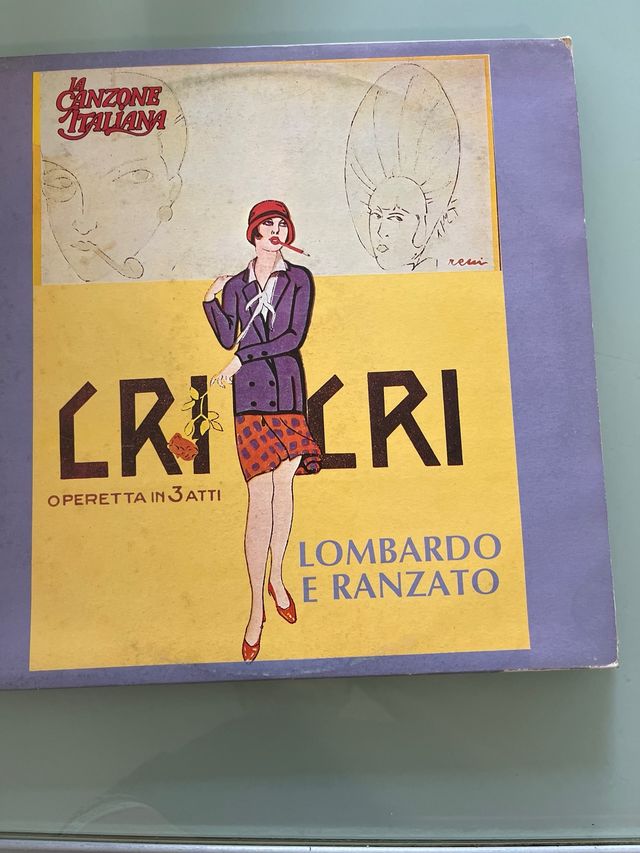 LA
CANZONE
ITALIANA
CRI CRI
OPERETTA IN 3 ATTI
LOMBARDO
E RANZATO